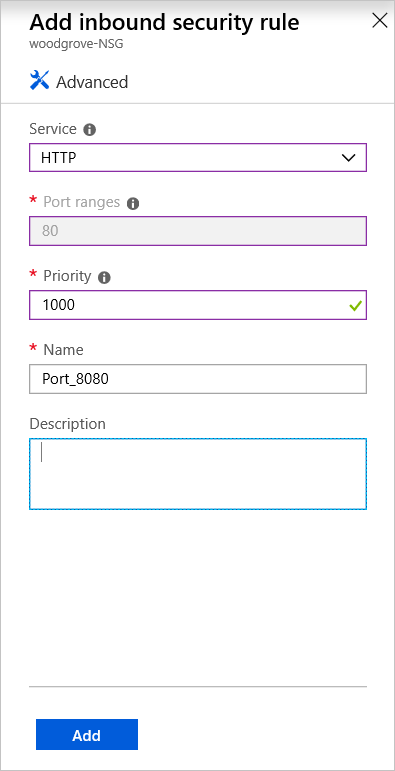 Add inbound security rule
woodgrove-NSG
Advanced
Service
HTTP
* Port ranges
80
* Priority
1000
* Name
Port_8080
Description
Add